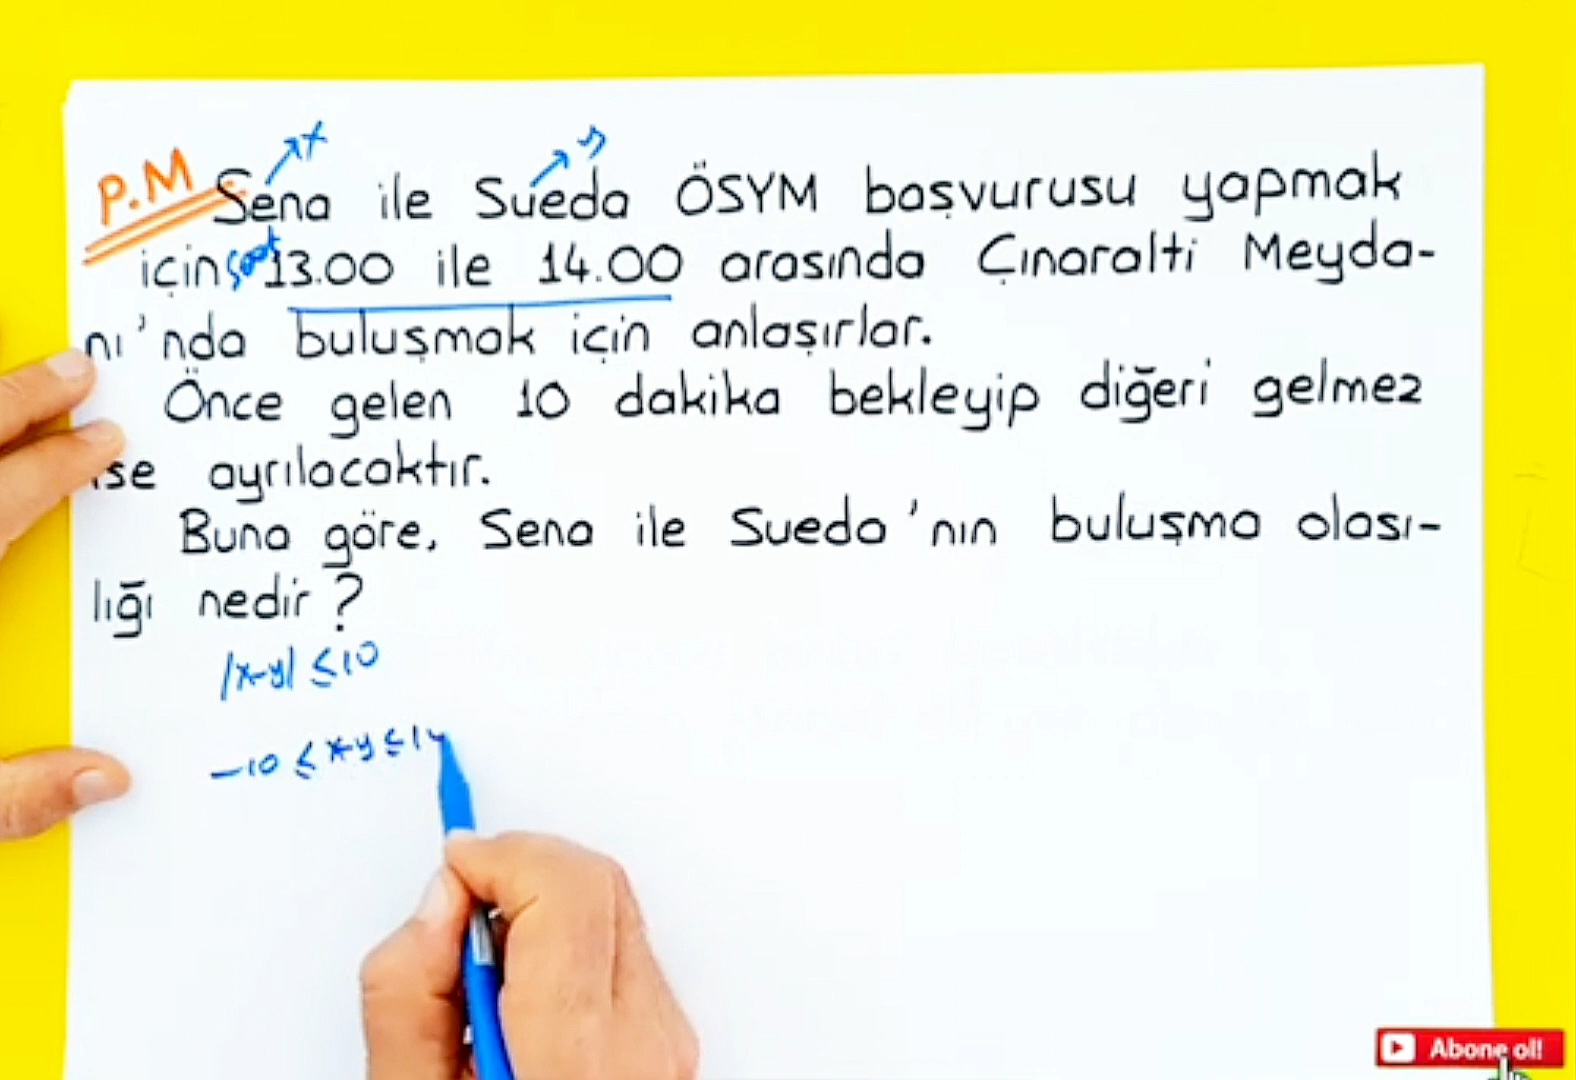 P.M Sena ile Sueda ÖSYM başvurusu yapmak
x
y
için saat 13.00 ile 14.00 arasında Çınaraltı Meyda-
nı'nda buluşmak için anlaşırlar.
Önce gelen 10 dakika bekleyip diğeri gelmez
ise ayrılacaktır.
Buna göre, Sena ile Sueda'nın buluşma olası-
lığı nedir?
|x-y| ≤ 10
-10 ≤ x-y ≤ 1
Abone ol!